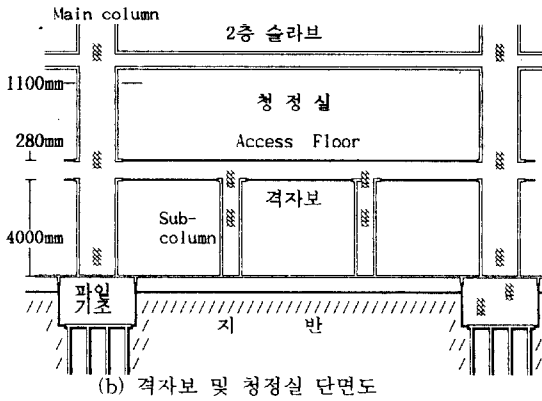 Main column
2층 슬라브
1100mm
청정실
280mm
Access Floor
격자보
Sub-
column
4000mm
파일
기초
지 반
(b) 격자보 및 청정실 단면도